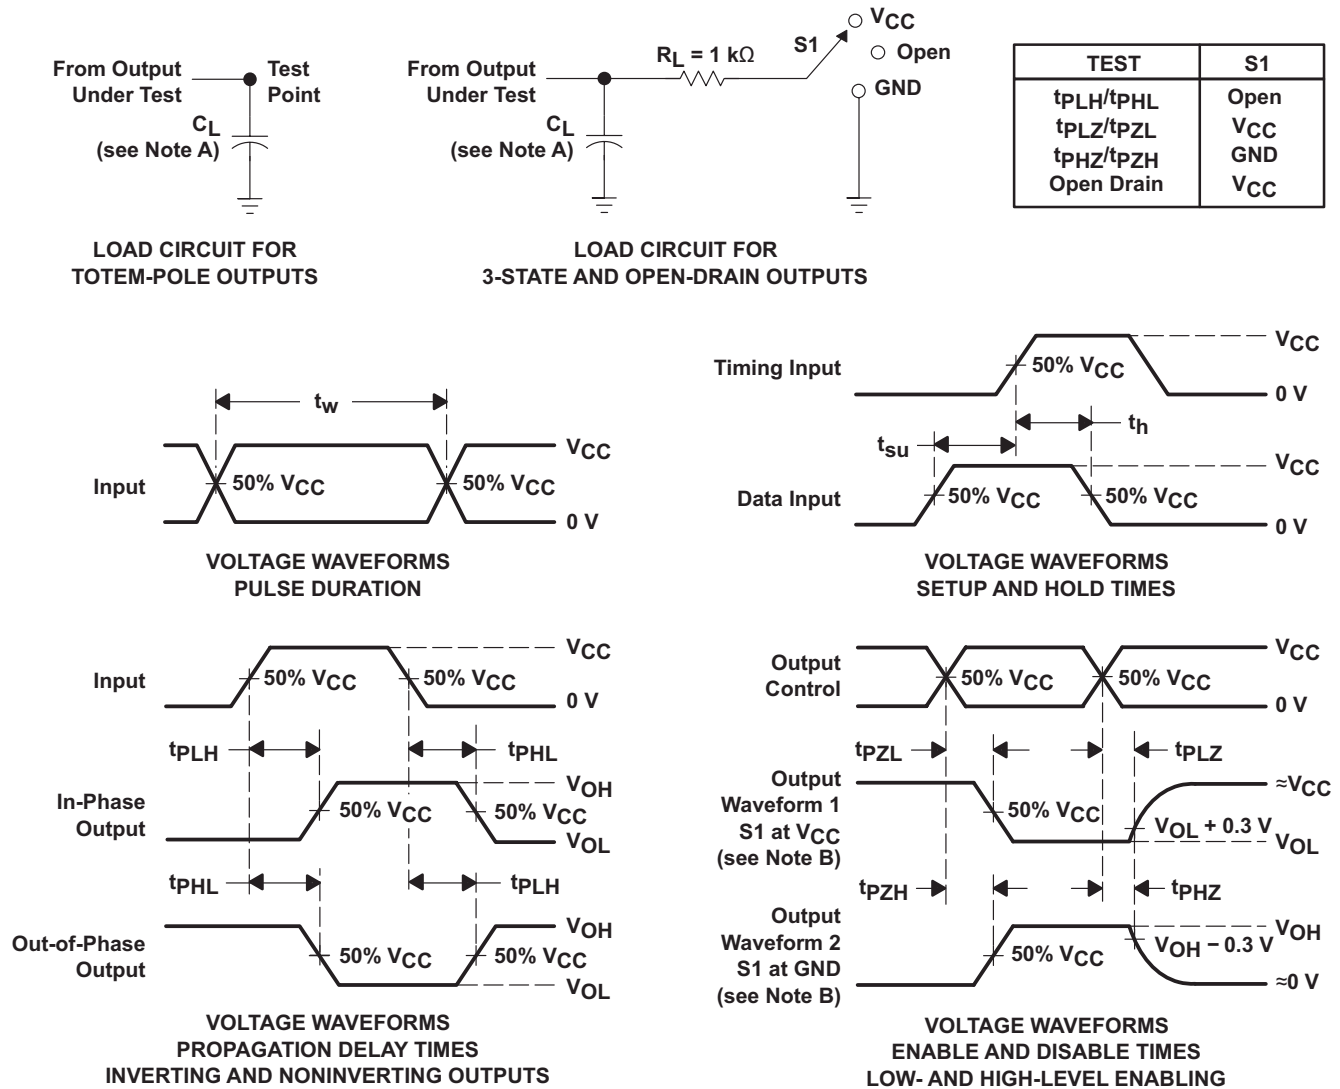 From Output
Under Test
Test
Point
CL
(see Note A)
LOAD CIRCUIT FOR
TOTEM-POLE OUTPUTS
From Output
Under Test
RL = 1 kΩ
S1
VCC
Open
GND
CL
(see Note A)
LOAD CIRCUIT FOR
3-STATE AND OPEN-DRAIN OUTPUTS
TEST S1
tPLH/tPHL Open
tPLZ/tPZL VCC
tPHZ/tPZH GND
Open Drain VCC
tw
Input
50% VCC
50% VCC
VCC
0 V
VOLTAGE WAVEFORMS
PULSE DURATION
Timing Input
50% VCC
VCC
0 V
tsu
th
Data Input
50% VCC
50% VCC
VCC
0 V
VOLTAGE WAVEFORMS
SETUP AND HOLD TIMES
Input
50% VCC
50% VCC
VCC
0 V
tPLH
tPHL
In-Phase
Output
50% VCC
50% VCC
VOH
VOL
tPHL
tPLH
Out-of-Phase
Output
50% VCC
50% VCC
VOH
VOL
VOLTAGE WAVEFORMS
PROPAGATION DELAY TIMES
INVERTING AND NONINVERTING OUTPUTS
Output
Control
50% VCC
50% VCC
VCC
0 V
tPZL
tPLZ
Output
Waveform 1
S1 at VCC
(see Note B)
50% VCC
VOL + 0.3 V
≈VCC
VOL
tPZH
tPHZ
Output
Waveform 2
S1 at GND
(see Note B)
50% VCC
VOH − 0.3 V
VOH
≈0 V
VOLTAGE WAVEFORMS
ENABLE AND DISABLE TIMES
LOW- AND HIGH-LEVEL ENABLING